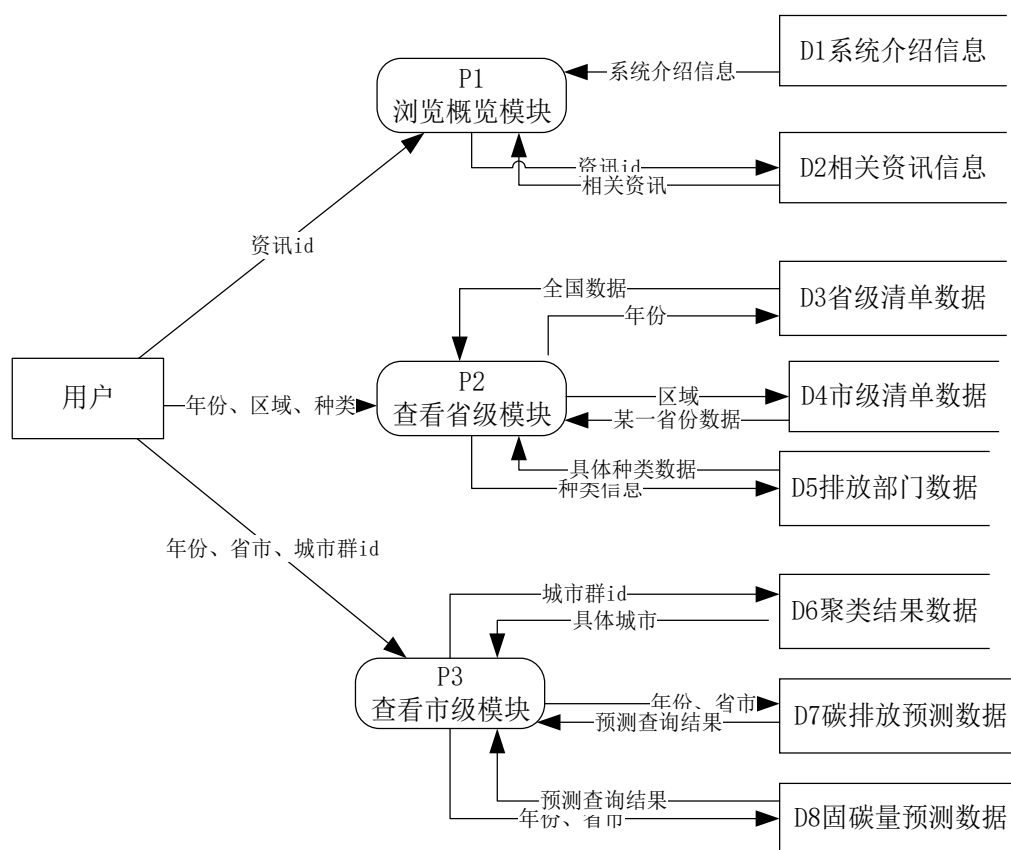 D1系统介绍信息
系统介绍信息
P1
浏览概览模块
资讯id
相关资讯
D2相关资讯信息
资讯id
全国数据
D3省级清单数据
年份
用户
年份、区域、种类
P2
查看省级模块
区域
某一省份数据
D4市级清单数据
具体种类数据
种类信息
D5排放部门数据
年份、省市、城市群id
城市群id
具体城市
D6聚类结果数据
P3
查看市级模块
年份、省市
预测查询结果
D7碳排放预测数据
预测查询结果
年份、省市
D8固碳量预测数据